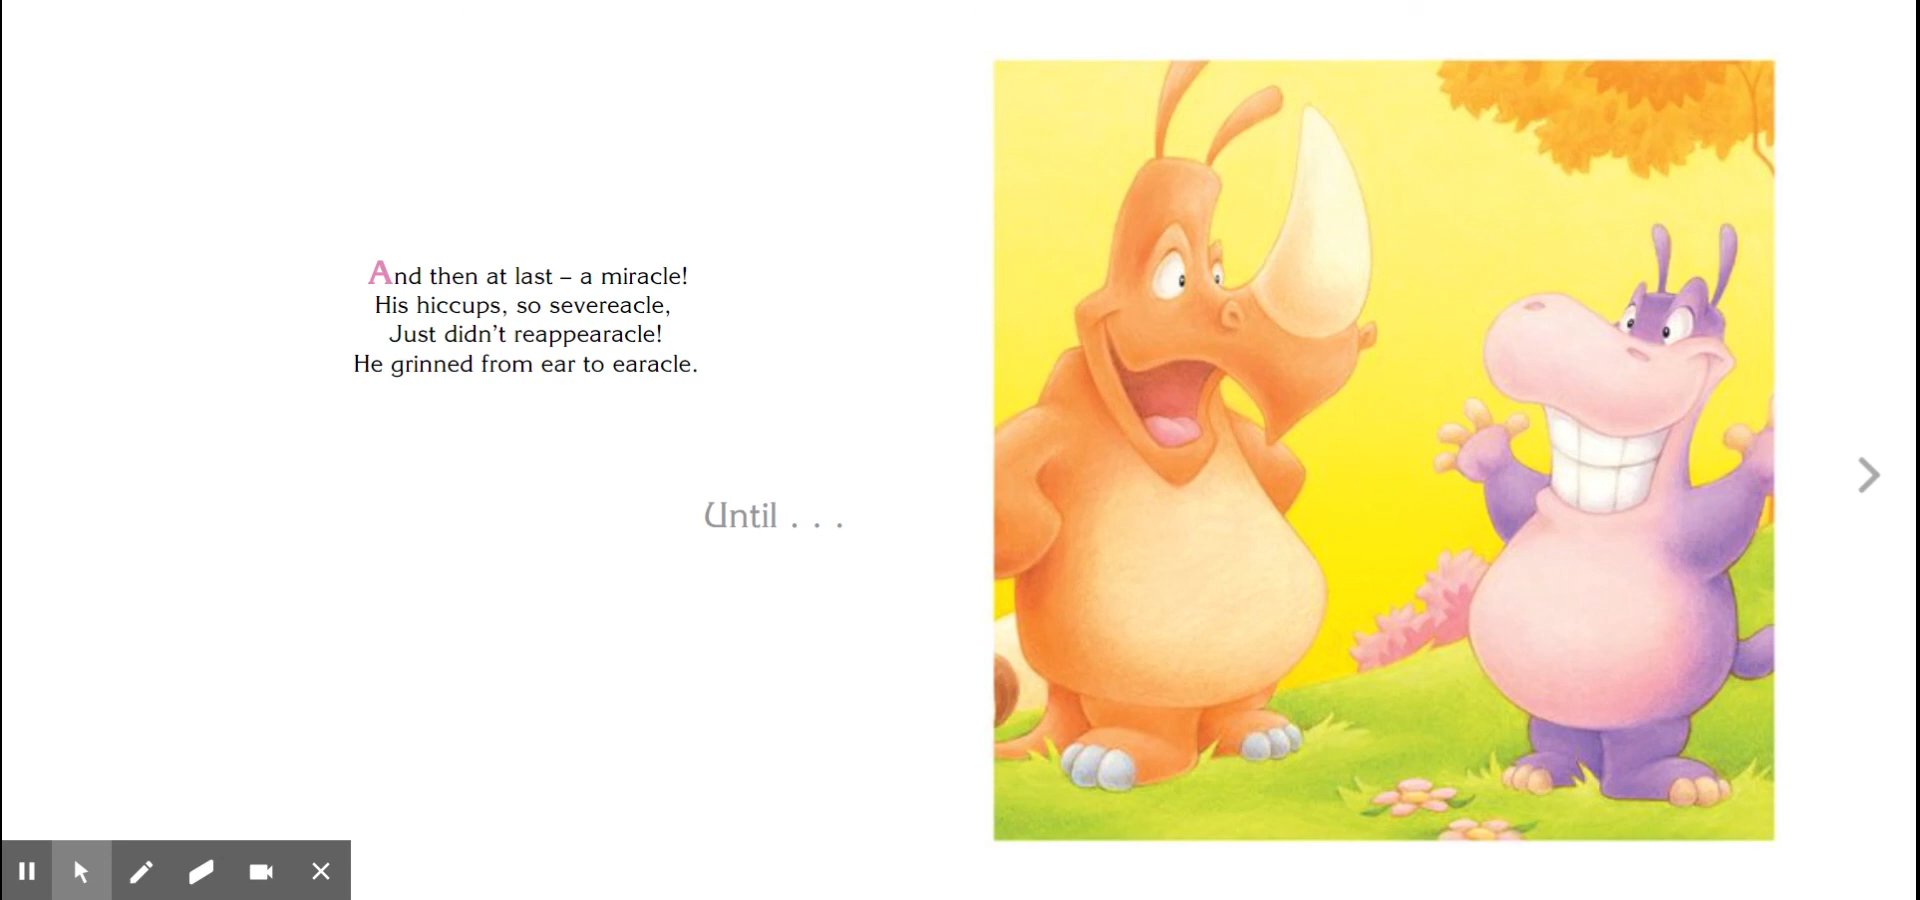 And then at last – a miracle!
His hiccups, so severeacle,
Just didn't reappearacle!
He grinned from ear to earacle.
Until . . .